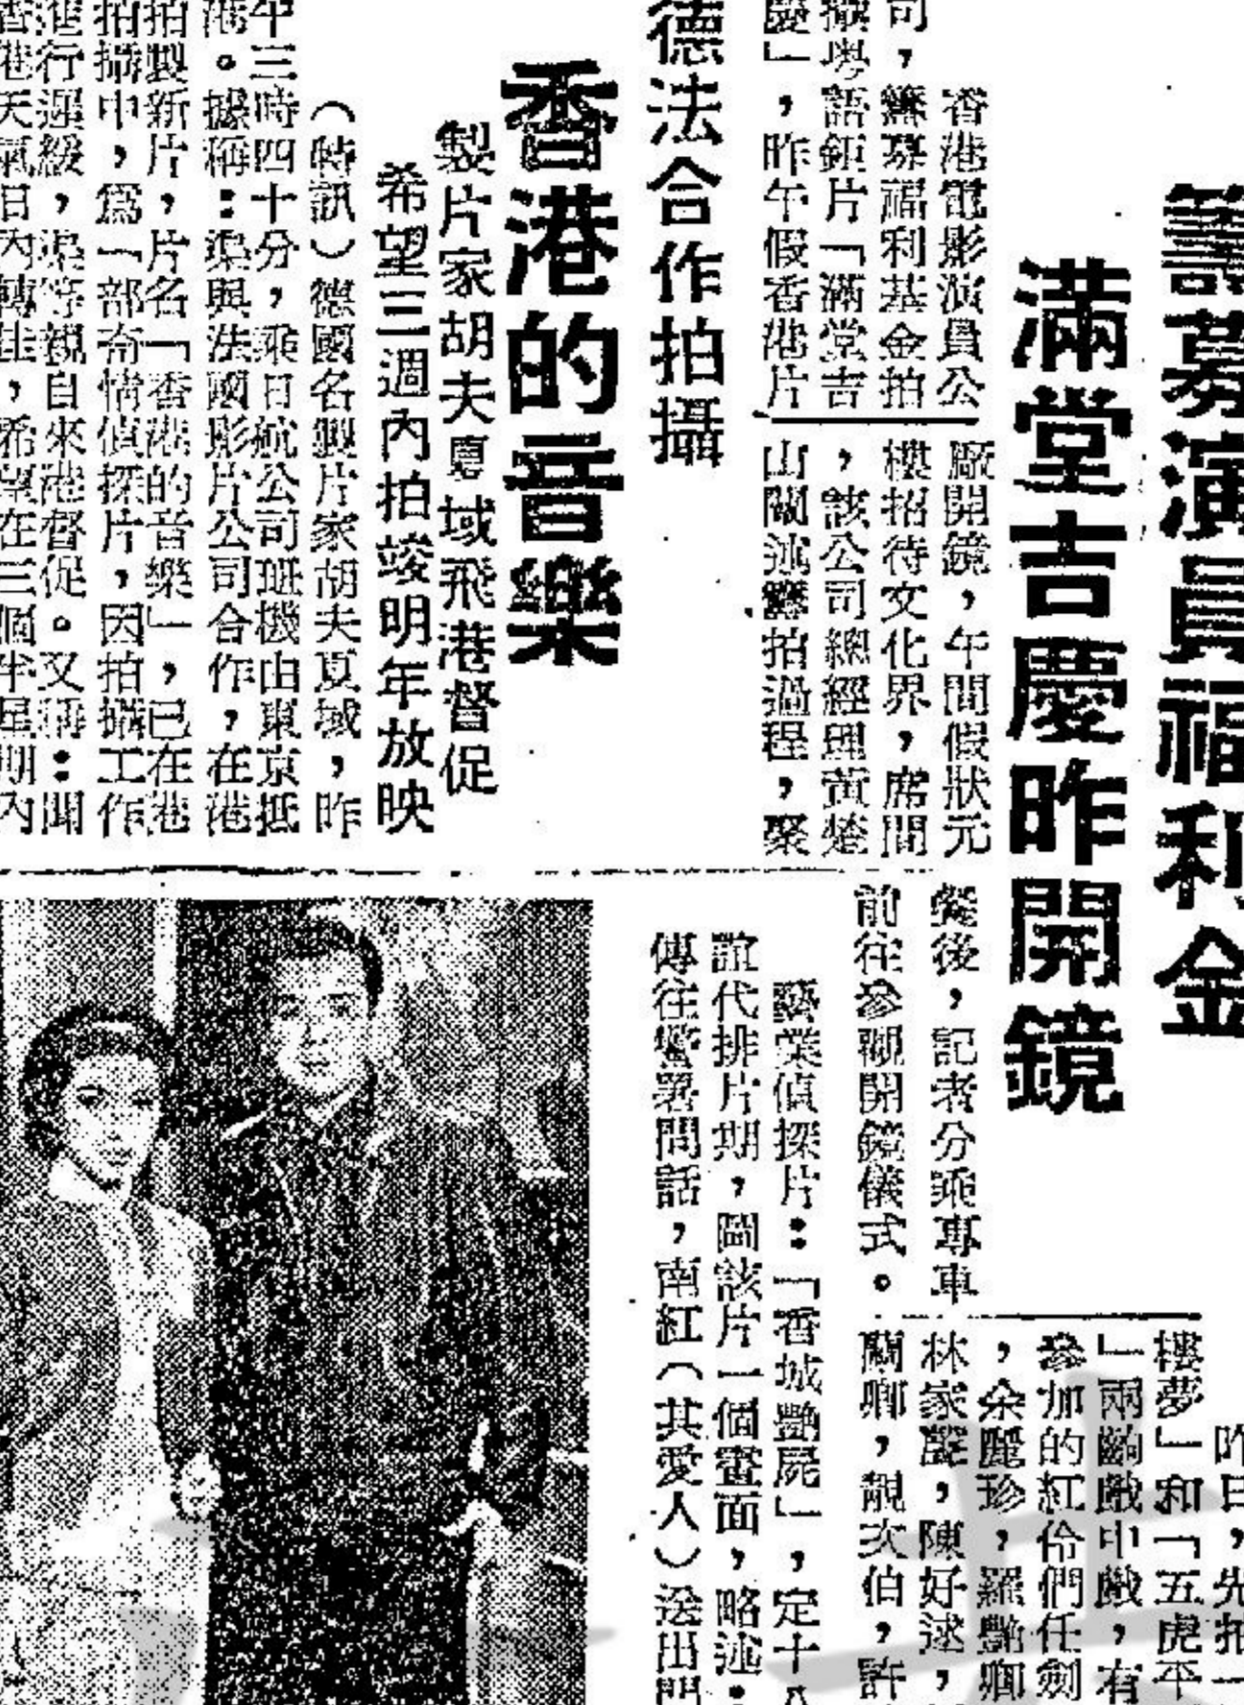 籌募演員福利金
滿堂吉慶昨開鏡
香港電影演員公
司，籌募福利基金拍
攝粵語鉅片「滿堂吉
慶」，昨午假香港片
廠開鏡，午間假狀元
樓招待文化界，席間
，該公司總經理黃楚
山闡述籌拍過程，聚
餐後，記者分乘專車
前往參觀開鏡儀式。
德法合作拍攝
香港的音樂
製片家胡夫夏域飛港督促
希望三週內拍竣明年放映
（特訊）德國名製片家胡夫夏域，昨
午三時四十分，乘日航公司班機由東京抵
港。據稱：渠與法國影片公司合作，在港
拍製新片，片名「香港的音樂」，已在港
拍攝中，為一部奇情偵探片，因拍攝工作
進行遲緩，渠等親自來港督促。又稱：聞
香港天氣日內轉佳，希望在三個半星期內
昨日，先拍一
樓夢」和「五虎平
」兩齣戲中戲，有
參加的紅伶們任劍
，余麗珍，羅艷卿
林家聲，陳好逑，
關卿，靚次伯，許
藝業偵探片：「香城艷屍」，定十八
誼代排片期，圖該片一個畫面，略述：
傳往警署問話，南紅（其愛人）送出門